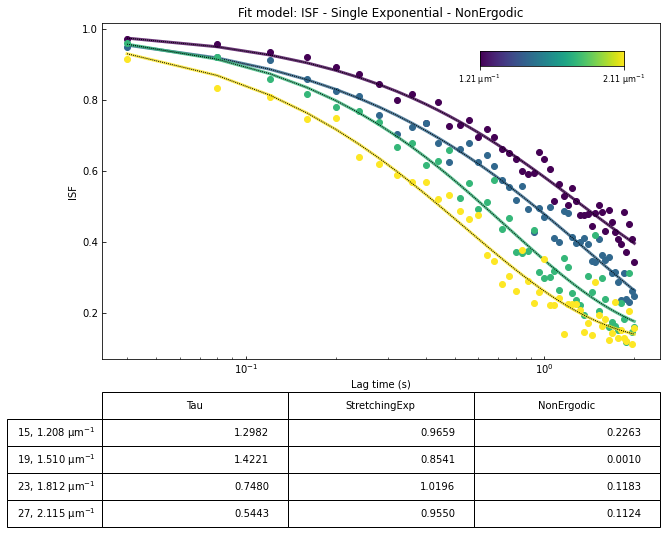 Fit model: ISF - Single Exponential - NonErgodic
1.0
0.8
0.6
0.4
0.2
ISF
1.21 μm⁻¹ 2.11 μm⁻¹
10⁻¹ 10⁰
Lag time (s)
Tau StretchingExp NonErgodic
15, 1.208 μm⁻¹ 1.2982 0.9659 0.2263
19, 1.510 μm⁻¹ 1.4221 0.8541 0.0010
23, 1.812 μm⁻¹ 0.7480 1.0196 0.1183
27, 2.115 μm⁻¹ 0.5443 0.9550 0.1124